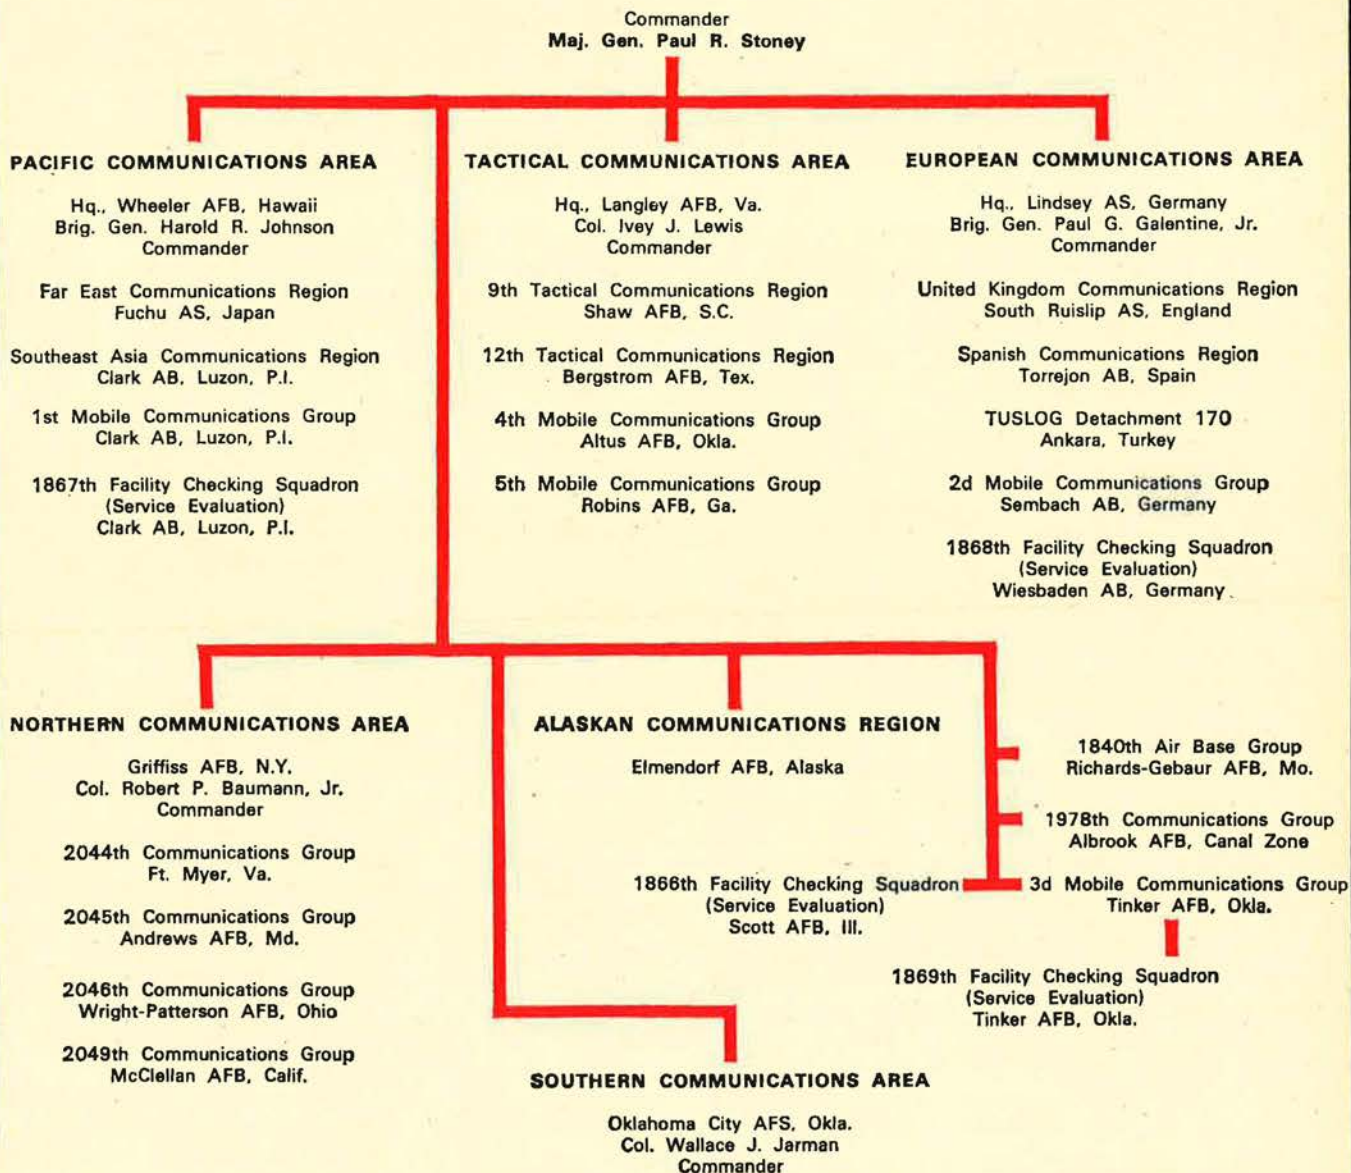 Commander
Maj. Gen. Paul R. Stoney
PACIFIC COMMUNICATIONS AREA
Hq., Wheeler AFB, Hawaii
Brig. Gen. Harold R. Johnson
Commander
Far East Communications Region
Fuchu AS, Japan
Southeast Asia Communications Region
Clark AB, Luzon, P.I.
1st Mobile Communications Group
Clark AB, Luzon, P.I.
1867th Facility Checking Squadron
(Service Evaluation)
Clark AB, Luzon, P.I.
TACTICAL COMMUNICATIONS AREA
Hq., Langley AFB, Va.
Col. Ivey J. Lewis
Commander
9th Tactical Communications Region
Shaw AFB, S.C.
12th Tactical Communications Region
Bergstrom AFB, Tex.
4th Mobile Communications Group
Altus AFB, Okla.
5th Mobile Communications Group
Robins AFB, Ga.
EUROPEAN COMMUNICATIONS AREA
Hq., Lindsey AS, Germany
Brig. Gen. Paul G. Galentine, Jr.
Commander
United Kingdom Communications Region
South Ruislip AS, England
Spanish Communications Region
Torrejon AB, Spain
TUSLOG Detachment 170
Ankara, Turkey
2d Mobile Communications Group
Sembach AB, Germany
1868th Facility Checking Squadron
(Service Evaluation)
Wiesbaden AB, Germany
NORTHERN COMMUNICATIONS AREA
Griffiss AFB, N.Y.
Col. Robert P. Baumann, Jr.
Commander
2044th Communications Group
Ft. Myer, Va.
2045th Communications Group
Andrews AFB, Md.
2046th Communications Group
Wright-Patterson AFB, Ohio
2049th Communications Group
McClellan AFB, Calif.
ALASKAN COMMUNICATIONS REGION
Elmendorf AFB, Alaska
1840th Air Base Group
Richards-Gebaur AFB, Mo.
1978th Communications Group
Albrook AFB, Canal Zone
1866th Facility Checking Squadron
(Service Evaluation)
Scott AFB, Ill.
3d Mobile Communications Group
Tinker AFB, Okla.
1869th Facility Checking Squadron
(Service Evaluation)
Tinker AFB, Okla.
SOUTHERN COMMUNICATIONS AREA
Oklahoma City AFS, Okla.
Col. Wallace J. Jarman
Commander